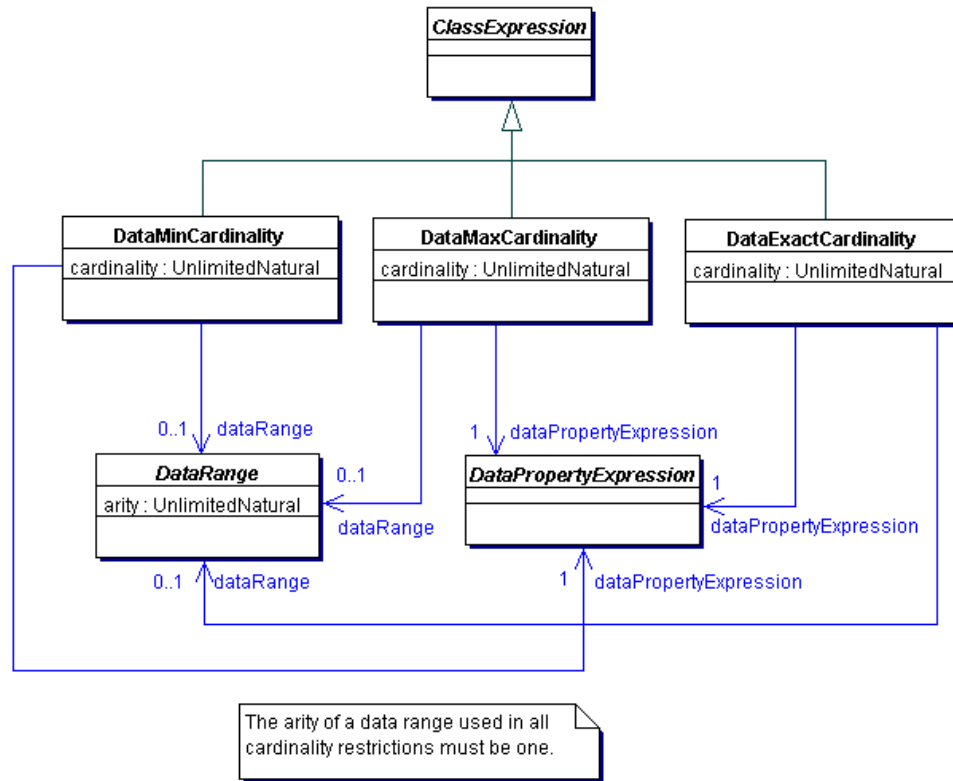 ClassExpression
DataMinCardinality
cardinality : UnlimitedNatural
DataMaxCardinality
cardinality : UnlimitedNatural
DataExactCardinality
cardinality : UnlimitedNatural
0..1 dataRange
0..1
dataRange
1 dataPropertyExpression
1
dataPropertyExpression
DataRange
arity : UnlimitedNatural
DataPropertyExpression
0..1 dataRange
1 dataPropertyExpression
The arity of a data range used in all
cardinality restrictions must be one.